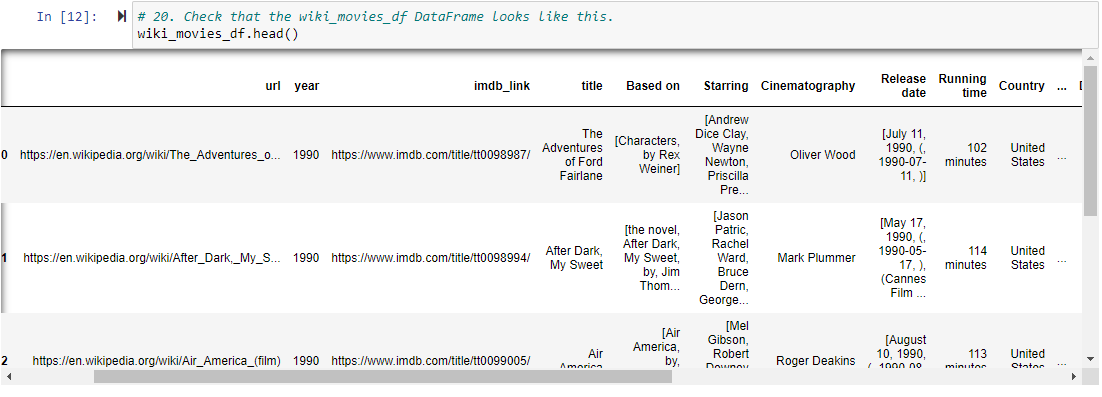 In [12]:
# 20. Check that the wiki_movies_df DataFrame looks like this.
wiki_movies_df.head()
url year imdb_link title Based on Starring Cinematography Release date Running time Country ...
0 https://en.wikipedia.org/wiki/The_Adventures_o... 1990 https://www.imdb.com/title/tt0098987/ The Adventures of Ford Fairlane [Characters, by Rex Weiner] [Andrew Dice Clay, Wayne Newton, Priscilla Pre... Oliver Wood [July 11, 1990, (, 1990-07-11, )] 102 minutes United States ...
1 https://en.wikipedia.org/wiki/After_Dark,_My_S... 1990 https://www.imdb.com/title/tt0098994/ After Dark, My Sweet [the novel, After Dark, My Sweet, by, Jim Thom... [Jason Patric, Rachel Ward, Bruce Dern, George... Mark Plummer [May 17, 1990, (, 1990-05-17, ), (Cannes Film ... 114 minutes United States ...
2 https://en.wikipedia.org/wiki/Air_America_(film) 1990 https://www.imdb.com/title/tt0099005/ Air America [Air America, by, [Mel Gibson, Robert Downey Roger Deakins [August 10, 1990, (, 1990-08- 113 minutes United States ...